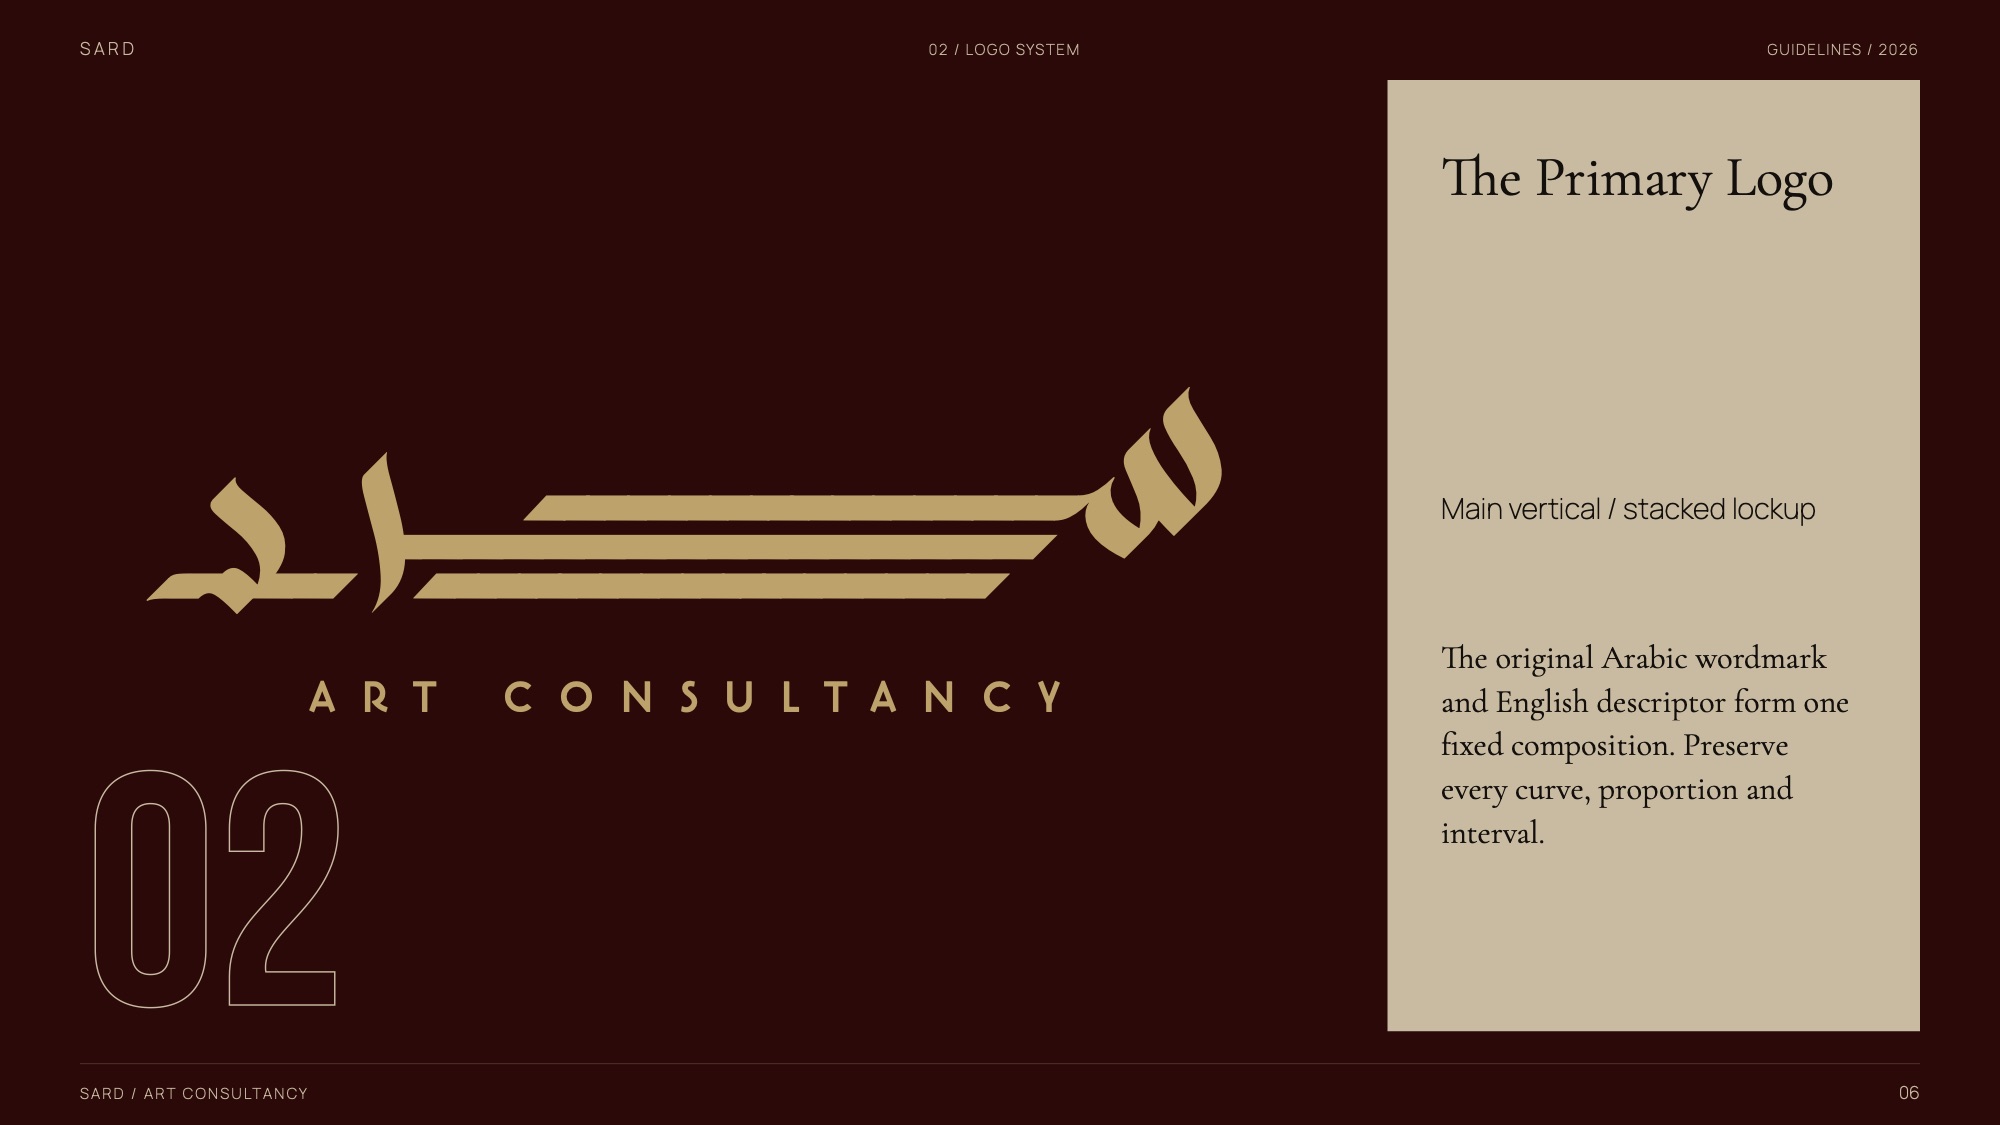 SARD
02 / LOGO SYSTEM
GUIDELINES / 2026
The Primary Logo
سرد
ART CONSULTANCY
Main vertical / stacked lockup
The original Arabic wordmark
and English descriptor form one
fixed composition. Preserve
every curve, proportion and
interval.
02
SARD / ART CONSULTANCY
06